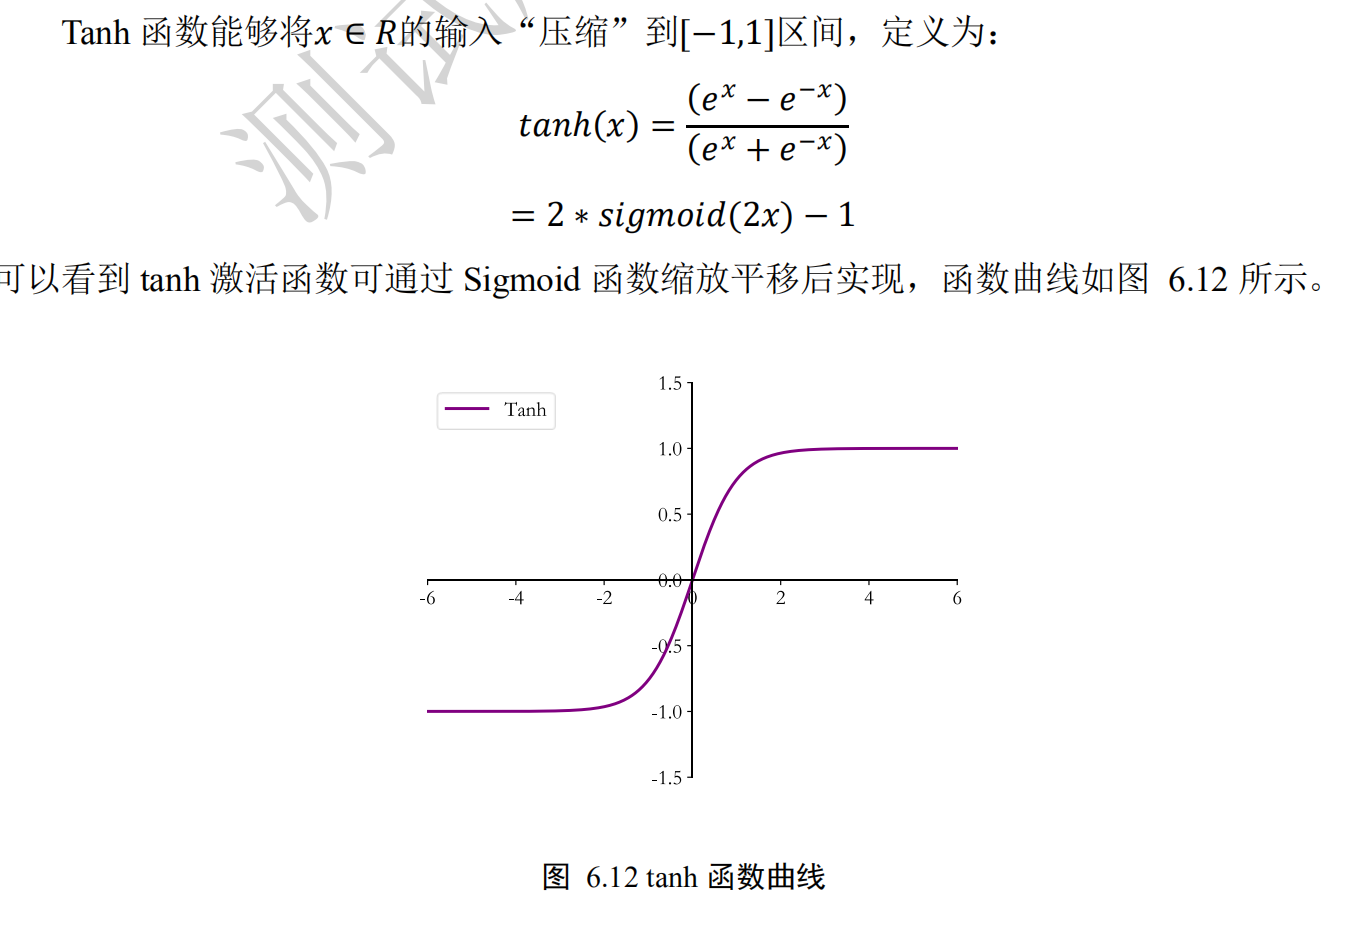 Tanh 函数能够将x ∈ R的输入“压缩”到[−1,1]区间，定义为：
tanh(x) = (e^x − e^−x) / (e^x + e^−x)
= 2 ∗ sigmoid(2x) − 1
可以看到 tanh 激活函数可通过 Sigmoid 函数缩放平移后实现，函数曲线如图 6.12 所示。
测试
Tanh
1.5
1.0
0.5
0.0
-6 -4 -2 0 2 4 6
-0.5
-1.0
-1.5
图 6.12 tanh 函数曲线